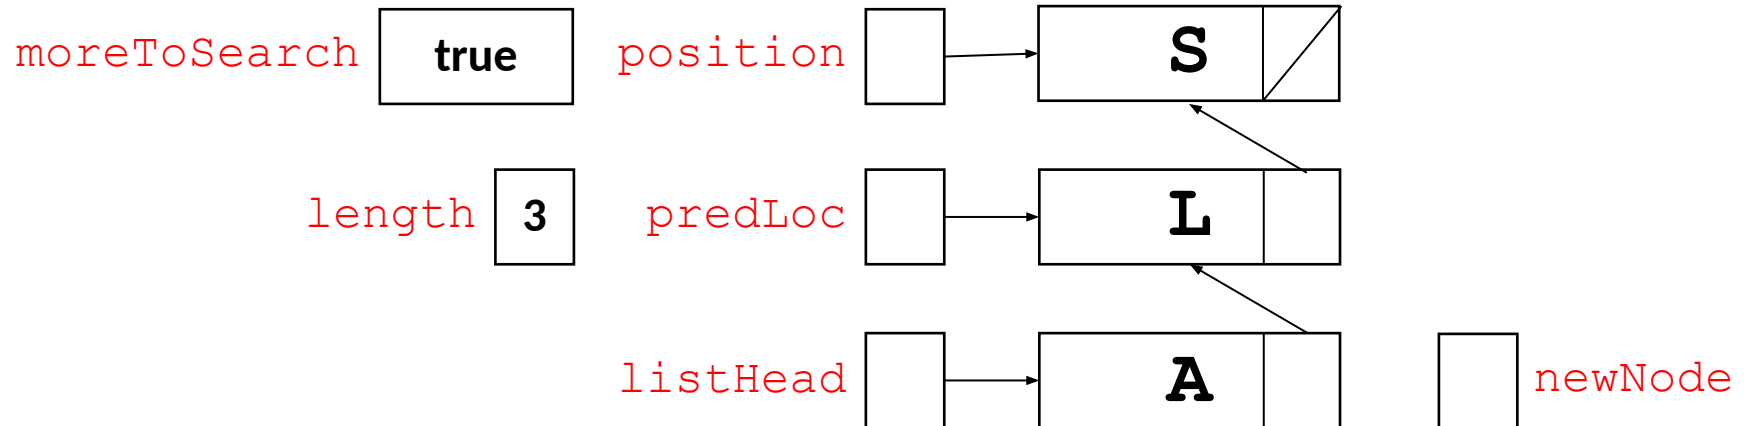 moreToSearch true position S
length 3 predLoc L
listHead A newNode